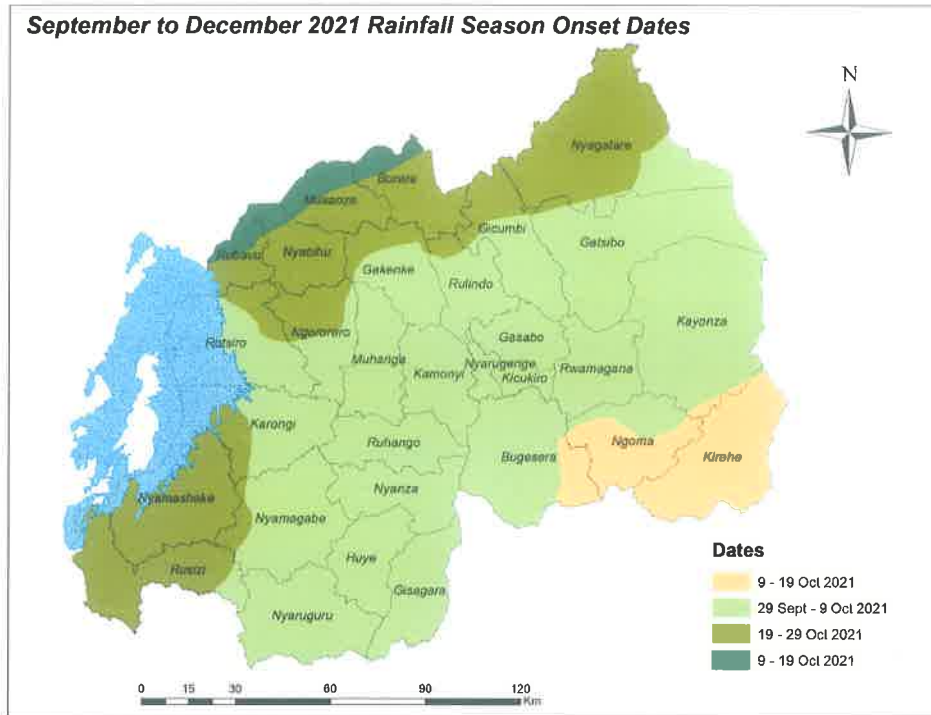 September to December 2021 Rainfall Season Onset Dates
N
Nyagatare
Burera
Musanze
Gicumbi
Gatsibo
Rubavu
Nyabihu
Gakenke
Rulindo
Kayonza
Rutsiro
Ngororero
Gasabo
Muhanga
Kamonyi
Nyarugenge
Kicukiro
Rwamagana
Karongi
Ruhango
Bugesera
Ngoma
Kirehe
Nyamasheke
Nyanza
Nyamagabe
Huye
Rusizi
Gisagara
Nyaruguru
Dates
9 - 19 Oct 2021
29 Sept - 9 Oct 2021
19 - 29 Oct 2021
9 - 19 Oct 2021
0 15 30 60 90 120
Km